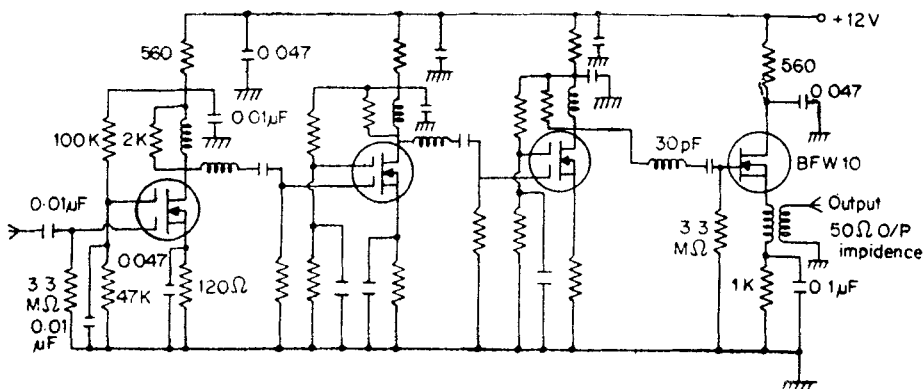 +12V
560
0.047
0.01µF
100K
2K
0.01µF
0.047
3.3
MΩ
0.01
µF
47K
120Ω
30pF
560
0.047
BFW10
Output
50Ω O/P
impidence
3.3
MΩ
1K
0.1µF